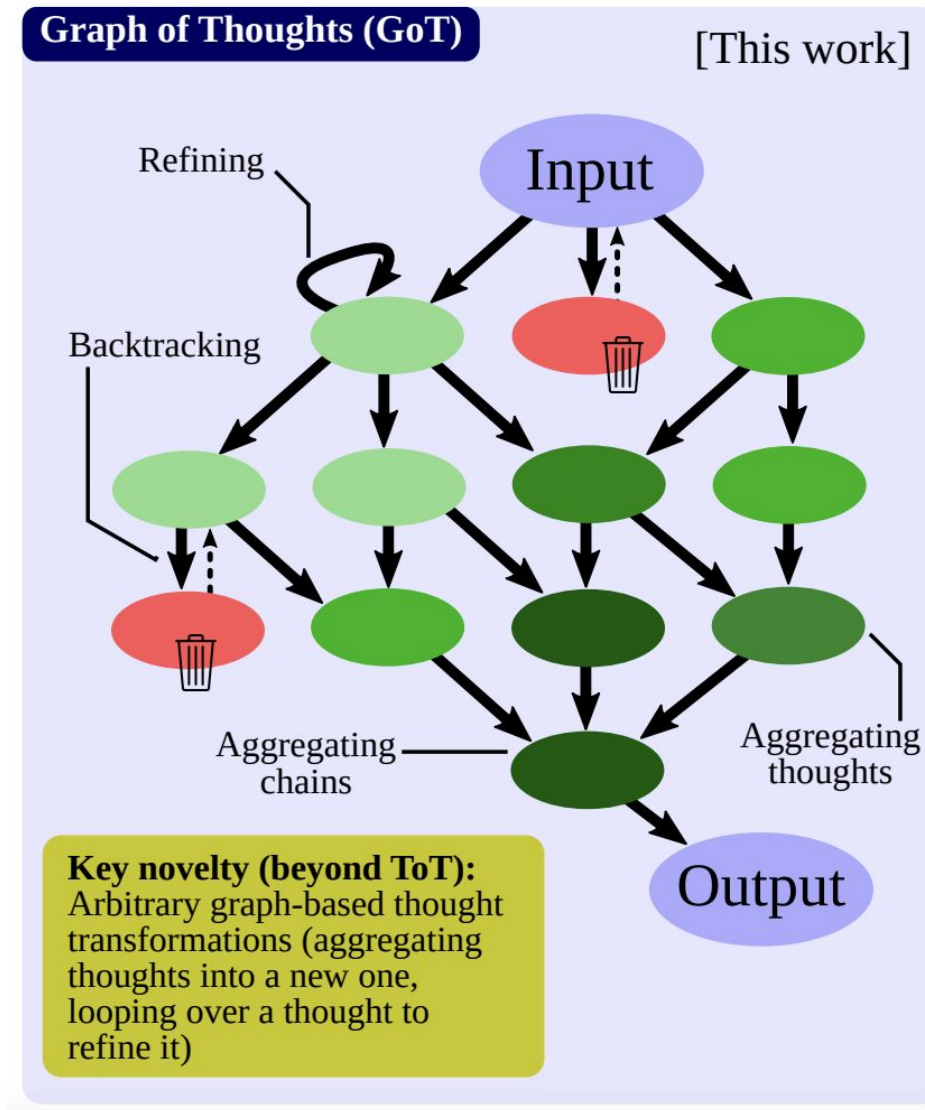 Graph of Thoughts (GoT)
[This work]
Input
Refining
Backtracking
Aggregating
chains
Aggregating
thoughts
Key novelty (beyond ToT):
Arbitrary graph-based thought
transformations (aggregating
thoughts into a new one,
looping over a thought to
refine it)
Output